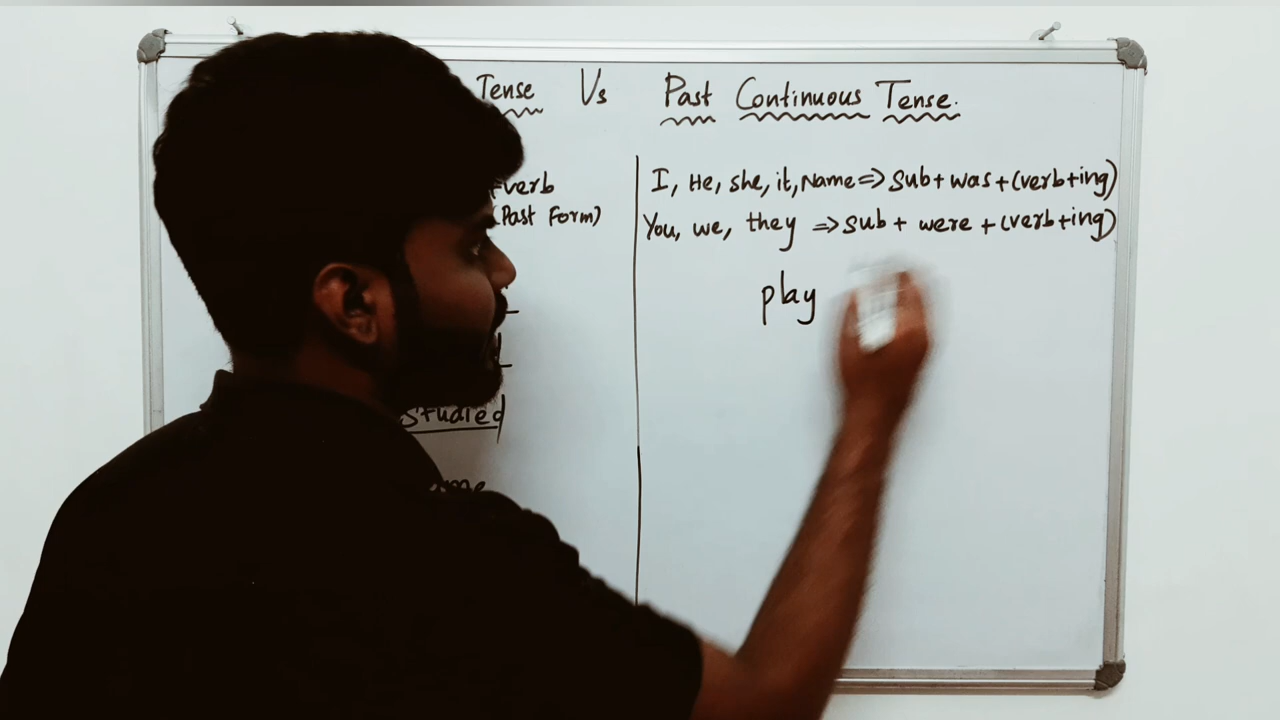 Tense Vs Past Continuous Tense.
+verb
(Past Form)
studied
I, He, she, it, Name => Sub + was + (verb+ing)
You, we, they => sub + were + (verb+ing)
play